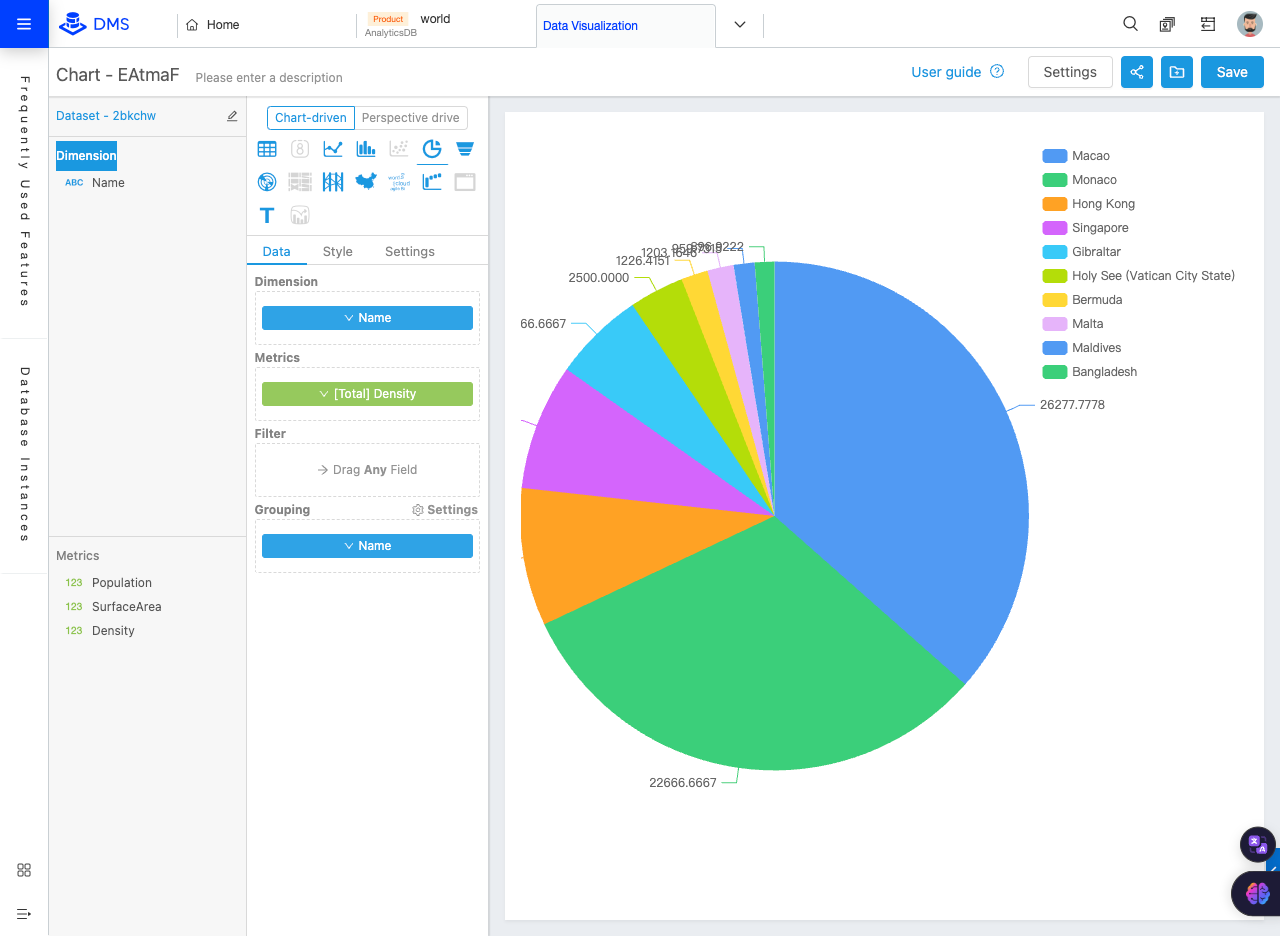 DMS
Home
Product
world
AnalyticsDB
Data Visualization
Chart - EAtmaF
Please enter a description
User guide
Settings
Save
Frequently Used Features
Database Instances
Dataset - 2bkchw
Dimension
ABC Name
Metrics
123 Population
123 SurfaceArea
123 Density
Chart-driven
Perspective drive
Data
Style
Settings
Dimension
Name
Metrics
[Total] Density
Filter
Drag Any Field
Grouping
Settings
Name
896.9222
1203.1646
1226.4151
2500.0000
66.6667
26277.7778
22666.6667
Macao
Monaco
Hong Kong
Singapore
Gibraltar
Holy See (Vatican City State)
Bermuda
Malta
Maldives
Bangladesh